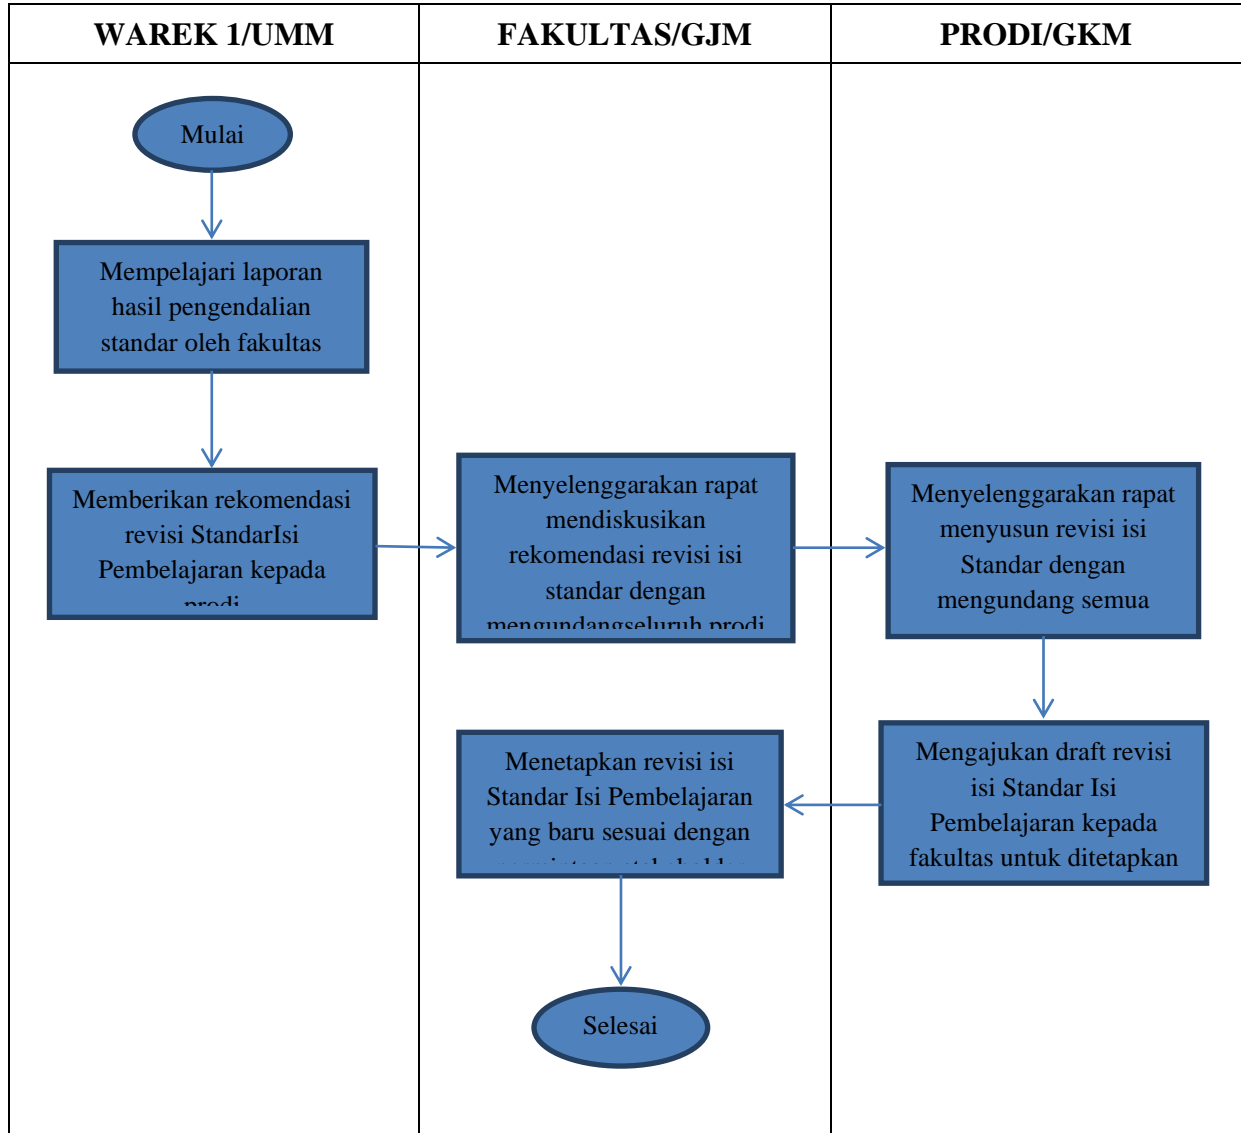 WAREK 1/UMM
FAKULTAS/GJM
PRODI/GKM
Mulai
Mempelajari laporan
hasil pengendalian
standar oleh fakultas
Memberikan rekomendasi
revisi StandarIsi
Pembelajaran kepada
prodi
Menyelenggarakan rapat
mendiskusikan
rekomendasi revisi isi
standar dengan
mengundangseluruh prodi
Menyelenggarakan rapat
menyusun revisi isi
Standar dengan
mengundang semua
Mengajukan draft revisi
isi Standar Isi
Pembelajaran kepada
fakultas untuk ditetapkan
Menetapkan revisi isi
Standar Isi Pembelajaran
yang baru sesuai dengan
Selesai